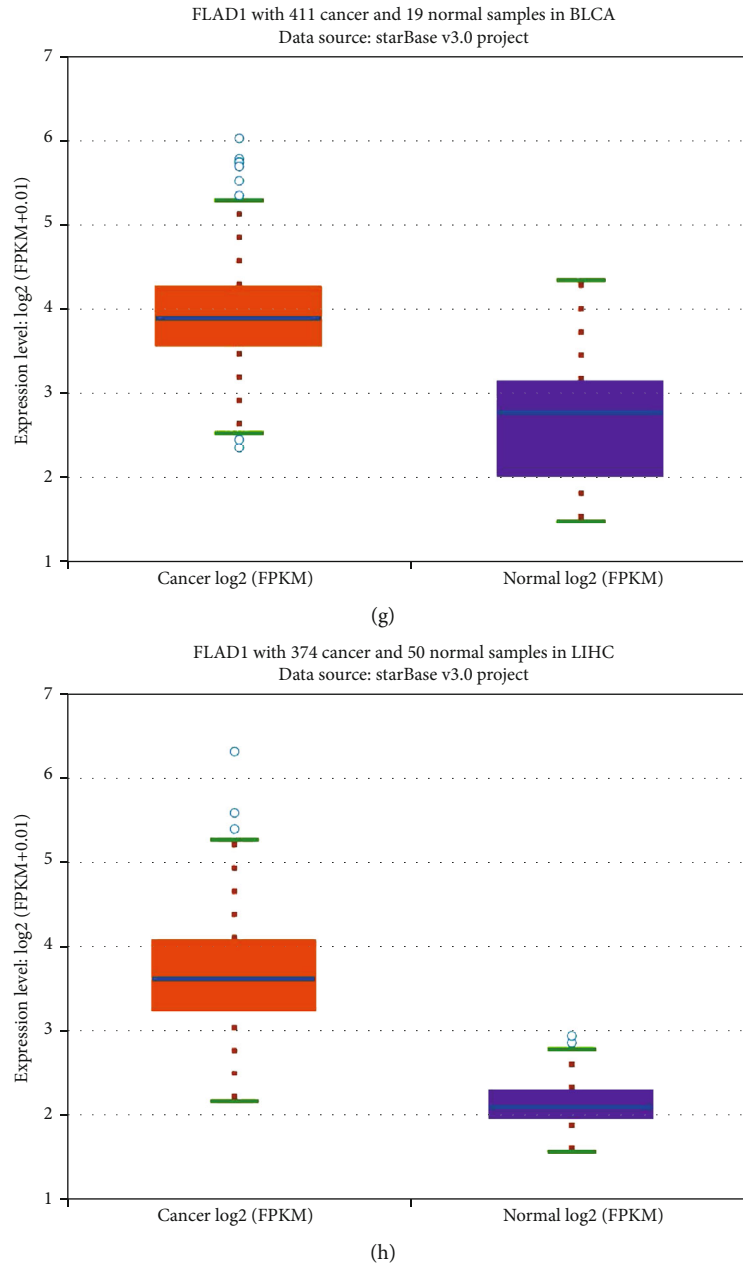 FLAD1 with 411 cancer and 19 normal samples in BLCA
Data source: starBase v3.0 project
7
6
5
4
3
2
1
Expression level: log2 (FPKM+0.01)
Cancer log2 (FPKM)
Normal log2 (FPKM)
(g)
FLAD1 with 374 cancer and 50 normal samples in LIHC
Data source: starBase v3.0 project
7
6
5
4
3
2
1
Expression level: log2 (FPKM+0.01)
Cancer log2 (FPKM)
Normal log2 (FPKM)
(h)